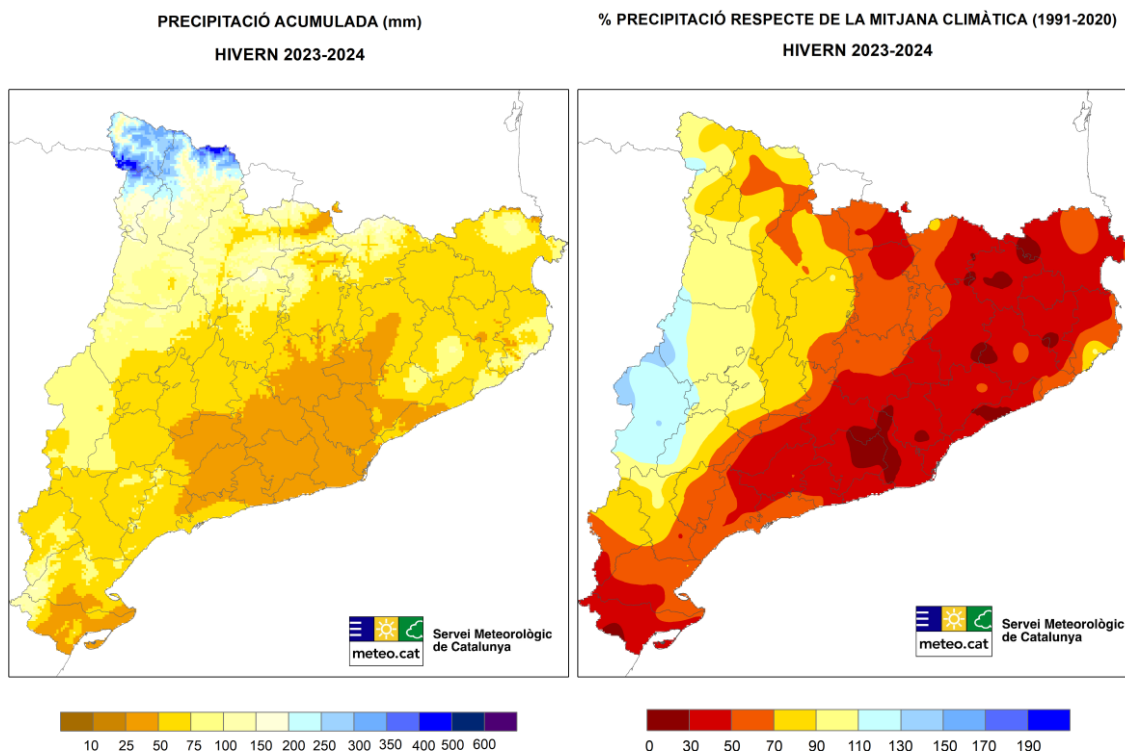 PRECIPITACIÓ ACUMULADA (mm)
HIVERN 2023-2024
% PRECIPITACIÓ RESPECTE DE LA MITJANA CLIMÀTICA (1991-2020)
HIVERN 2023-2024
meteo.cat
Servei Meteorològic
de Catalunya
meteo.cat
Servei Meteorològic
de Catalunya
10 25 50 75 100 150 200 250 300 350 400 500 600
0 30 50 70 90 110 130 150 170 190